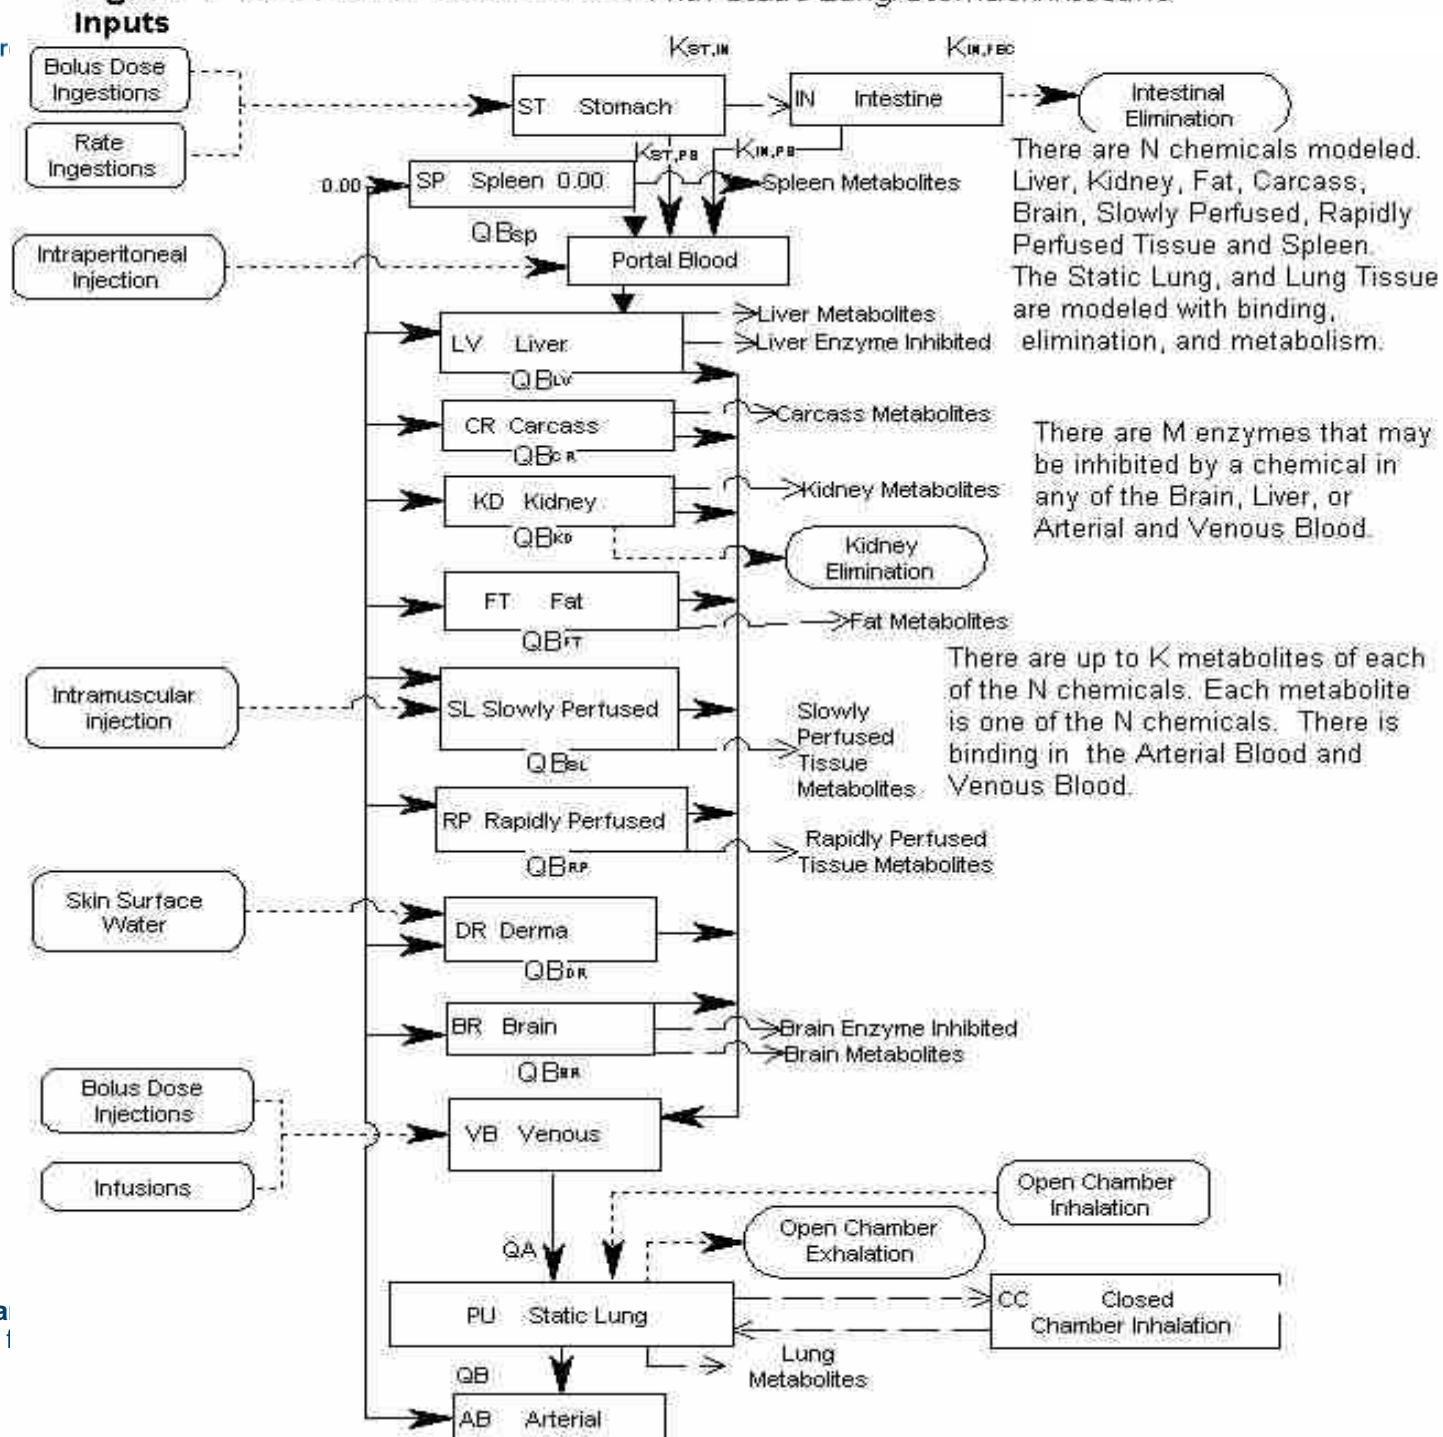 Inputs
Bolus Dose
Ingestions
Rate
Ingestions
KST,IN
KIN,FEC
ST Stomach
IN Intestine
Intestinal
Elimination
KST,PB
KIN,PB
0.00
SP Spleen 0.00
Spleen Metabolites
There are N chemicals modeled.
Liver, Kidney, Fat, Carcass,
Brain, Slowly Perfused, Rapidly
Perfused Tissue and Spleen.
The Static Lung, and Lung Tissue
are modeled with binding,
elimination, and metabolism.
QBsp
Intraperitoneal
Injection
Portal Blood
LV Liver
Liver Metabolites
Liver Enzyme Inhibited
QBLV
CR Carcass
Carcass Metabolites
QBCR
There are M enzymes that may
be inhibited by a chemical in
any of the Brain, Liver, or
Arterial and Venous Blood.
KD Kidney
Kidney Metabolites
QBKD
Kidney
Elimination
FT Fat
Fat Metabolites
QBFT
There are up to K metabolites of each
of the N chemicals. Each metabolite
is one of the N chemicals. There is
binding in the Arterial Blood and
Venous Blood.
Intramuscular
injection
SL Slowly Perfused
Slowly
Perfused
Tissue
Metabolites
QBSL
RP Rapidly Perfused
Rapidly Perfused
Tissue Metabolites
QBRP
Skin Surface
Water
DR Derma
QBDR
BR Brain
Brain Enzyme Inhibited
Brain Metabolites
QBBR
Bolus Dose
Injections
VB Venous
Infusions
Open Chamber
Inhalation
Open Chamber
Exhalation
QA
PU Static Lung
CC Closed
Chamber Inhalation
Lung
Metabolites
QB
AB Arterial